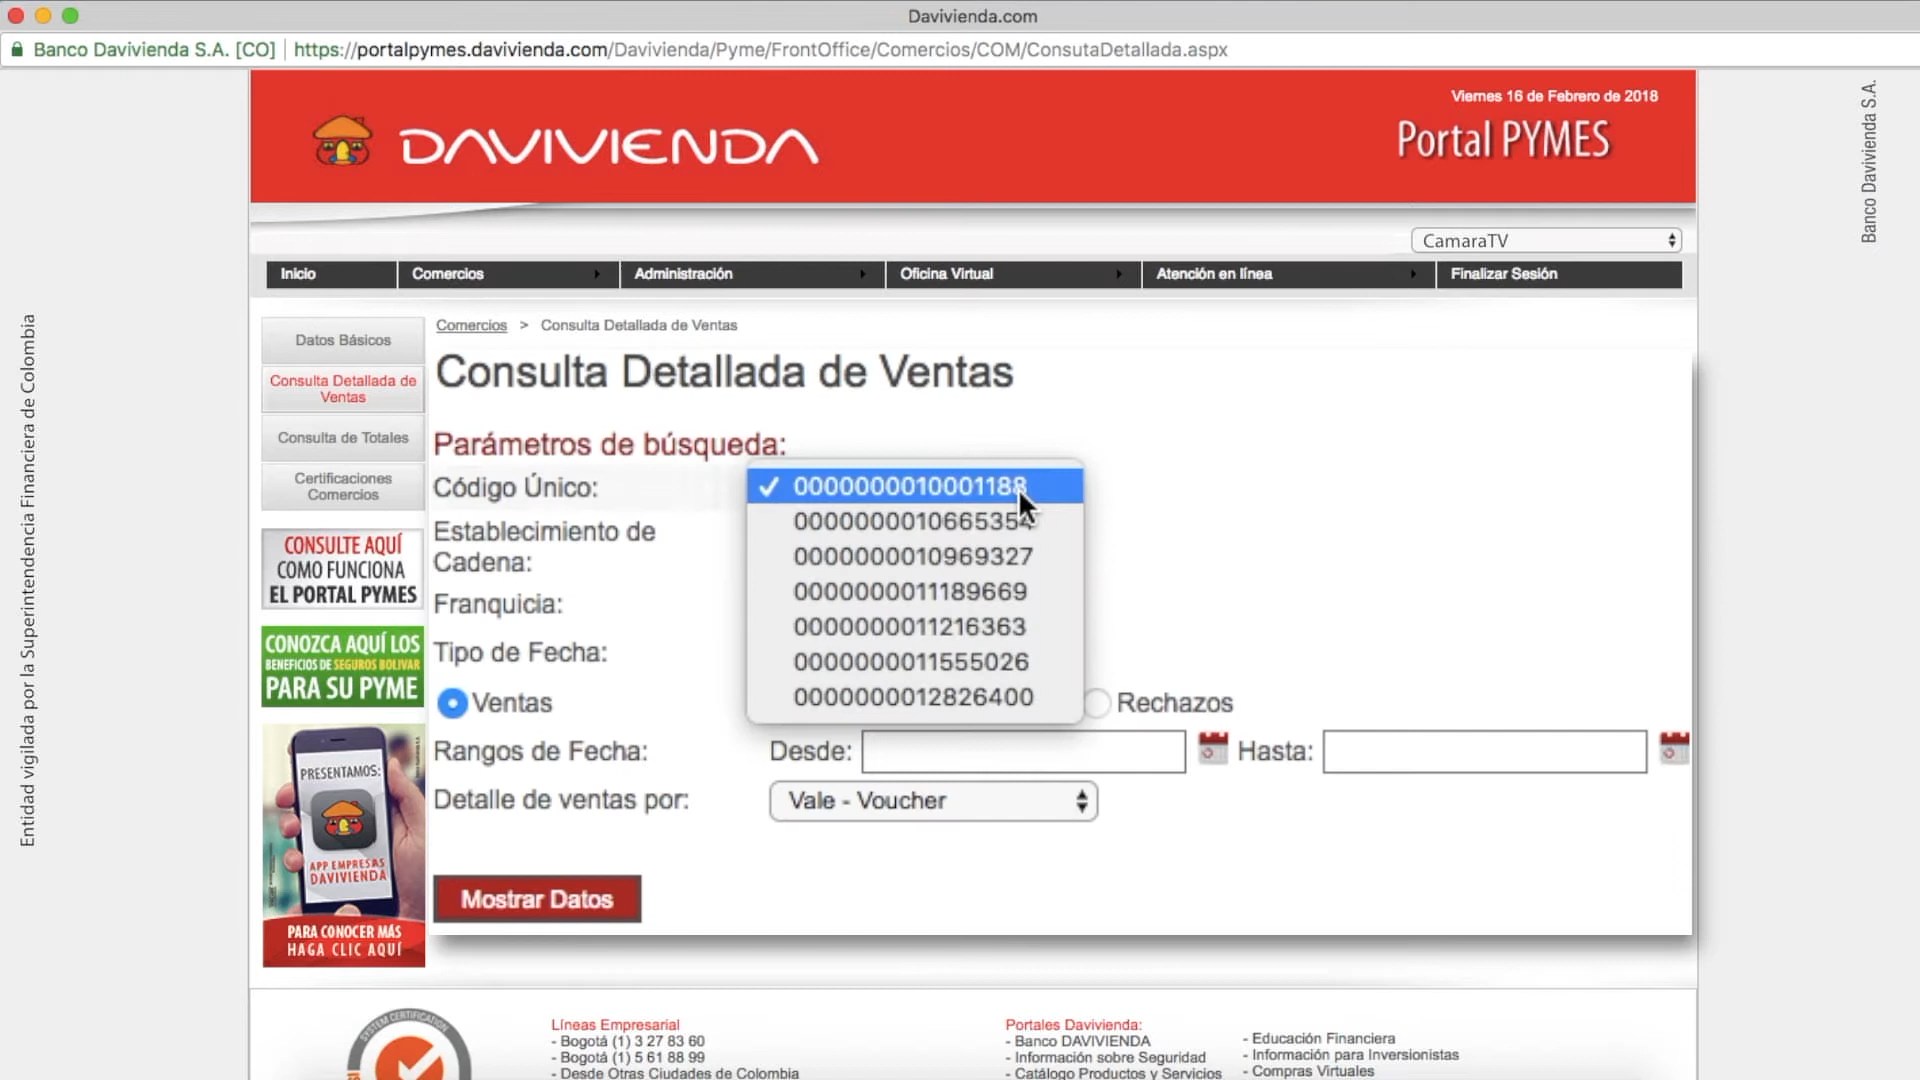 Davivienda.com
Banco Davivienda S.A. [CO]
https://portalpymes.davivienda.com/Davivienda/Pyme/FrontOffice/Comercios/COM/ConsutaDetallada.aspx
Viernes 16 de Febrero de 2018
DAVIVIENDA
Portal PYMES
Banco Davivienda S.A.
Entidad vigilada por la Superintendencia Financiera de Colombia
CamaraTV
Inicio
Comercios
Administración
Oficina Virtual
Atención en línea
Finalizar Sesión
Datos Básicos
Consulta Detallada de
Ventas
Consulta de Totales
Certificaciones
Comercios
CONSULTE AQUÍ
COMO FUNCIONA
EL PORTAL PYMES
CONOZCA AQUÍ LOS
BENEFICIOS DE SEGUROS BOLIVAR
PARA SU PYME
PRESENTAMOS:
APP EMPRESAS
DAVIVIENDA
PARA CONOCER MÁS
HAGA CLIC AQUÍ
Comercios > Consulta Detallada de Ventas
Consulta Detallada de Ventas
Parámetros de búsqueda:
Código Único:
0000000010001188
0000000010665354
0000000010969327
0000000011189669
0000000011216363
0000000011555026
0000000012826400
Establecimiento de
Cadena:
Franquicia:
Tipo de Fecha:
Ventas
Rechazos
Rangos de Fecha:
Desde:
Hasta:
Detalle de ventas por:
Vale - Voucher
Mostrar Datos
SYSTEM CERTIFICATION
Líneas Empresarial
- Bogotá (1) 3 27 83 60
- Bogotá (1) 5 61 88 99
- Desde Otras Ciudades de Colombia
Portales Davivienda:
- Banco DAVIVIENDA
- Información sobre Seguridad
- Catálogo Productos y Servicios
- Educación Financiera
- Información para Inversionistas
- Compras Virtuales